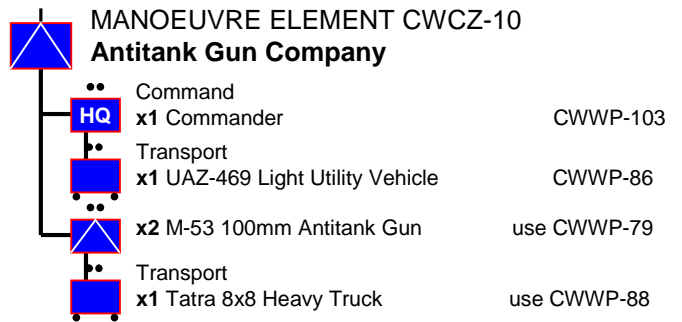 MANOEUVRE ELEMENT CWCZ-10
Antitank Gun Company
Command
HQ x1 Commander CWWP-103
Transport
x1 UAZ-469 Light Utility Vehicle CWWP-86
x2 M-53 100mm Antitank Gun use CWWP-79
Transport
x1 Tatra 8x8 Heavy Truck use CWWP-88